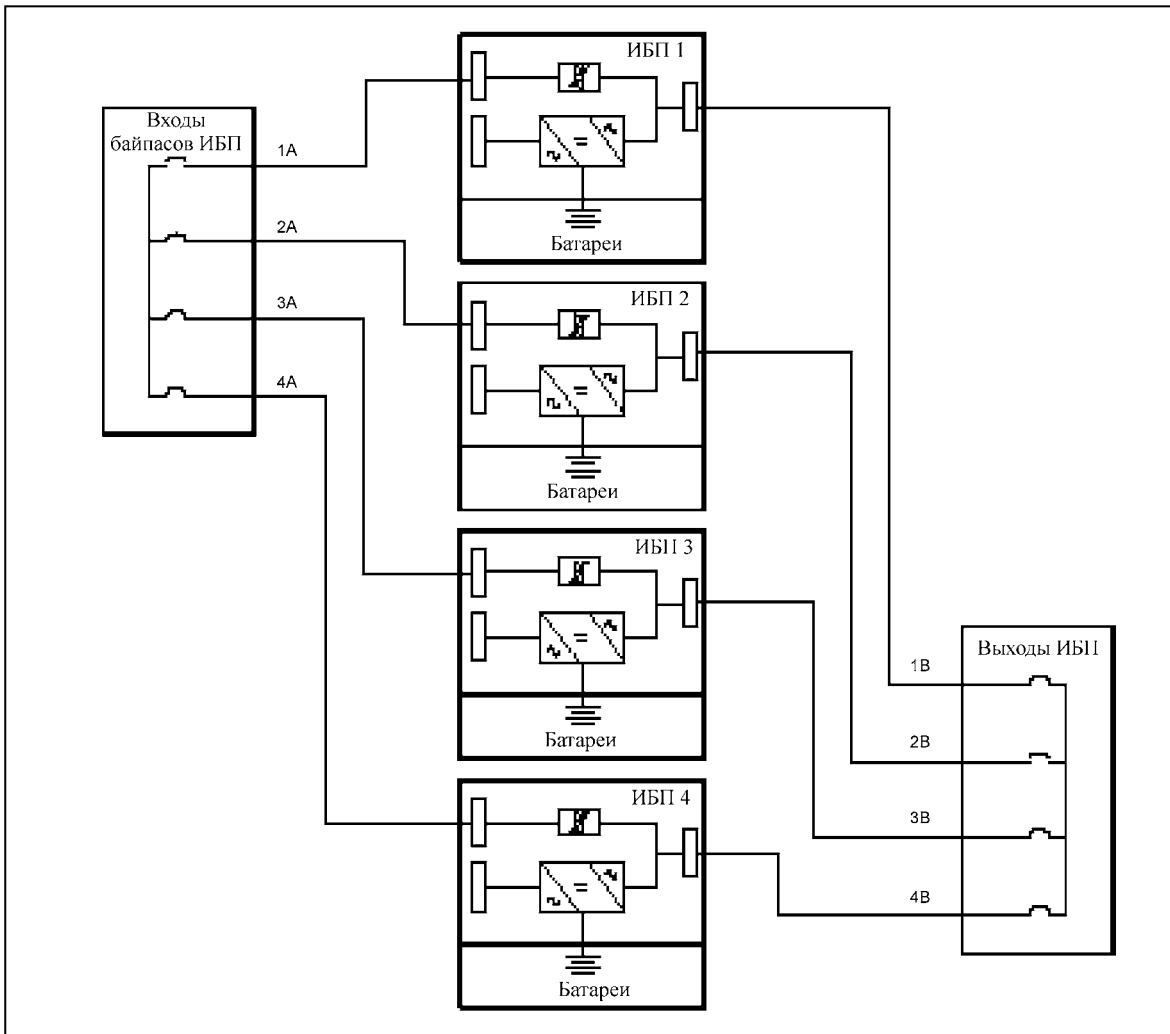 Входы
байпасов ИБП
1A
2A
3A
4A
ИБП 1
Батареи
ИБП 2
Батареи
ИБП 3
Батареи
ИБП 4
Батареи
Выходы ИБП
1B
2B
3B
4B